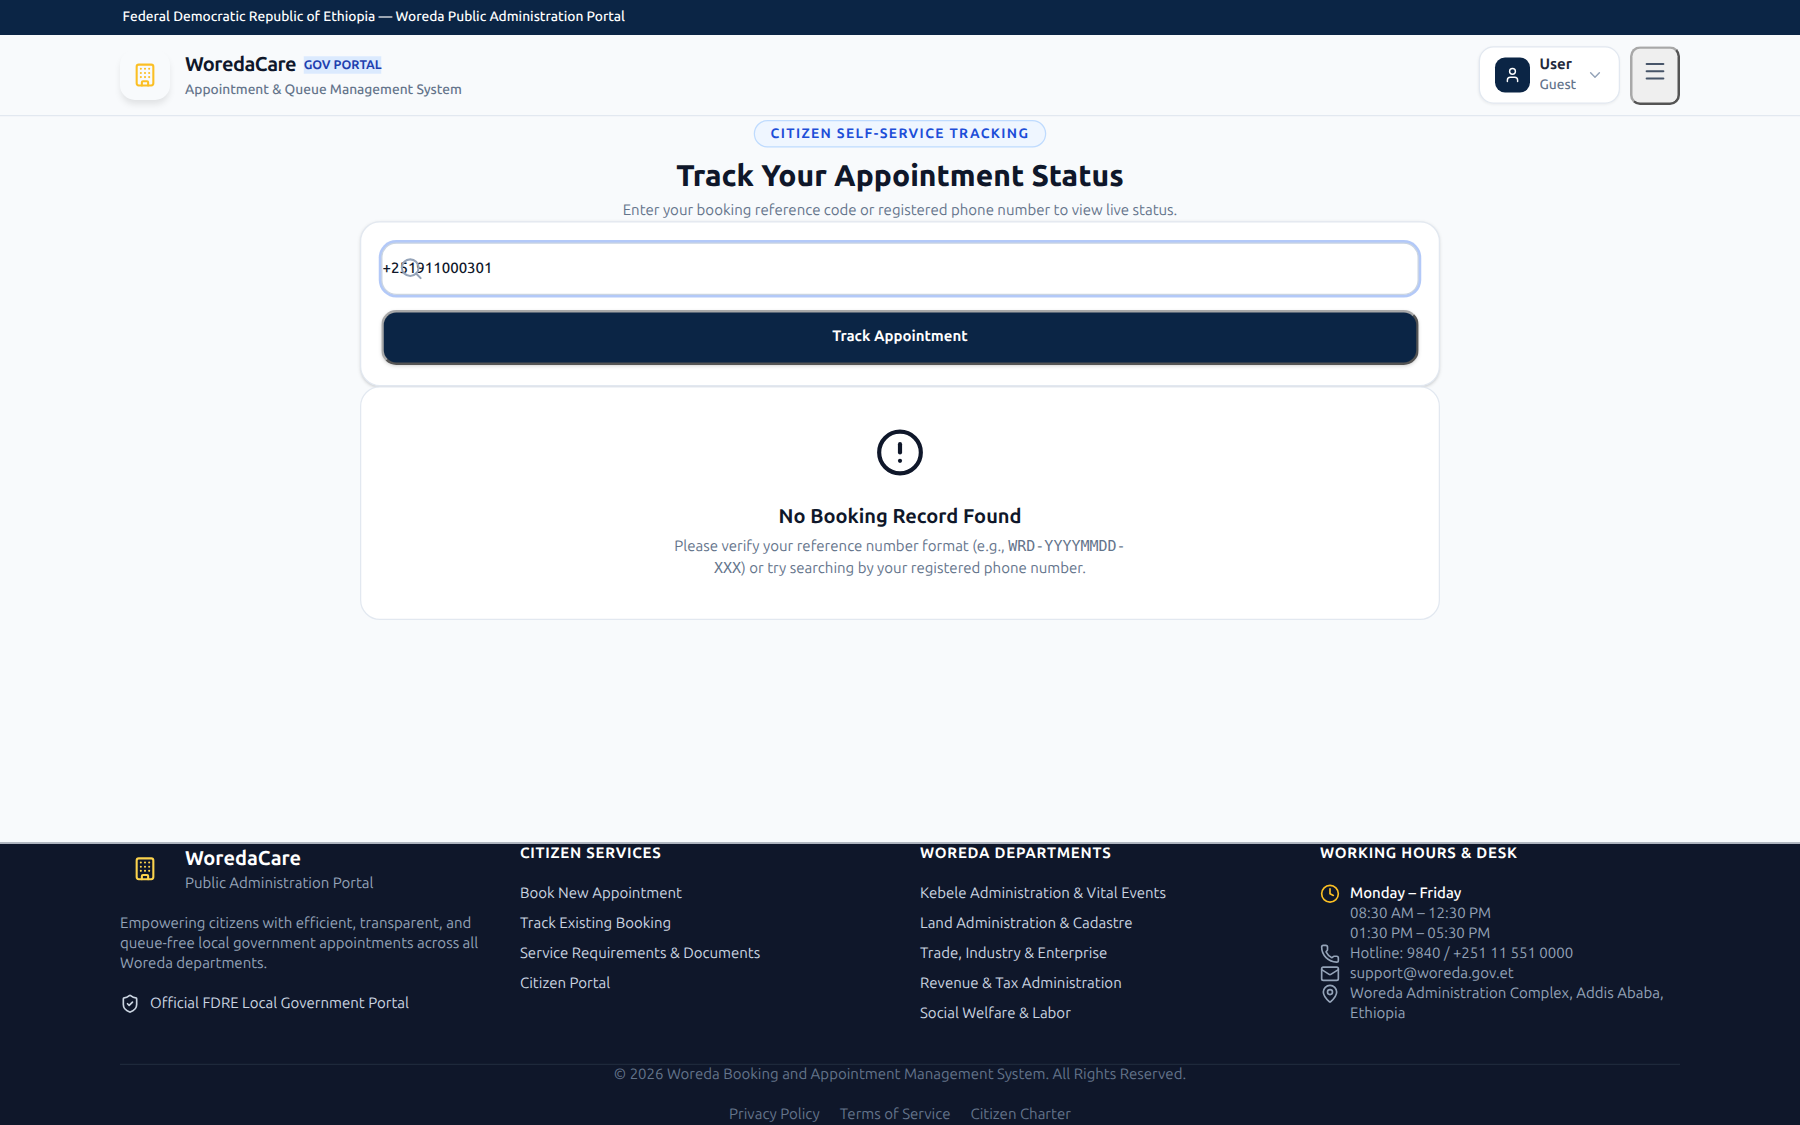 Federal Democratic Republic of Ethiopia — Woreda Public Administration Portal
WoredaCare GOV PORTAL
Appointment & Queue Management System
User
Guest
CITIZEN SELF-SERVICE TRACKING
Track Your Appointment Status
Enter your booking reference code or registered phone number to view live status.
+251911000301
Track Appointment
No Booking Record Found
Please verify your reference number format (e.g., WRD-YYYYMMDD-
XXX) or try searching by your registered phone number.
WoredaCare
Public Administration Portal
Empowering citizens with efficient, transparent, and
queue-free local government appointments across all
Woreda departments.
Official FDRE Local Government Portal
CITIZEN SERVICES
Book New Appointment
Track Existing Booking
Service Requirements & Documents
Citizen Portal
WOREDA DEPARTMENTS
Kebele Administration & Vital Events
Land Administration & Cadastre
Trade, Industry & Enterprise
Revenue & Tax Administration
Social Welfare & Labor
WORKING HOURS & DESK
Monday – Friday
08:30 AM – 12:30 PM
01:30 PM – 05:30 PM
Hotline: 9840 / +251 11 551 0000
support@woreda.gov.et
Woreda Administration Complex, Addis Ababa,
Ethiopia
© 2026 Woreda Booking and Appointment Management System. All Rights Reserved.
Privacy Policy Terms of Service Citizen Charter